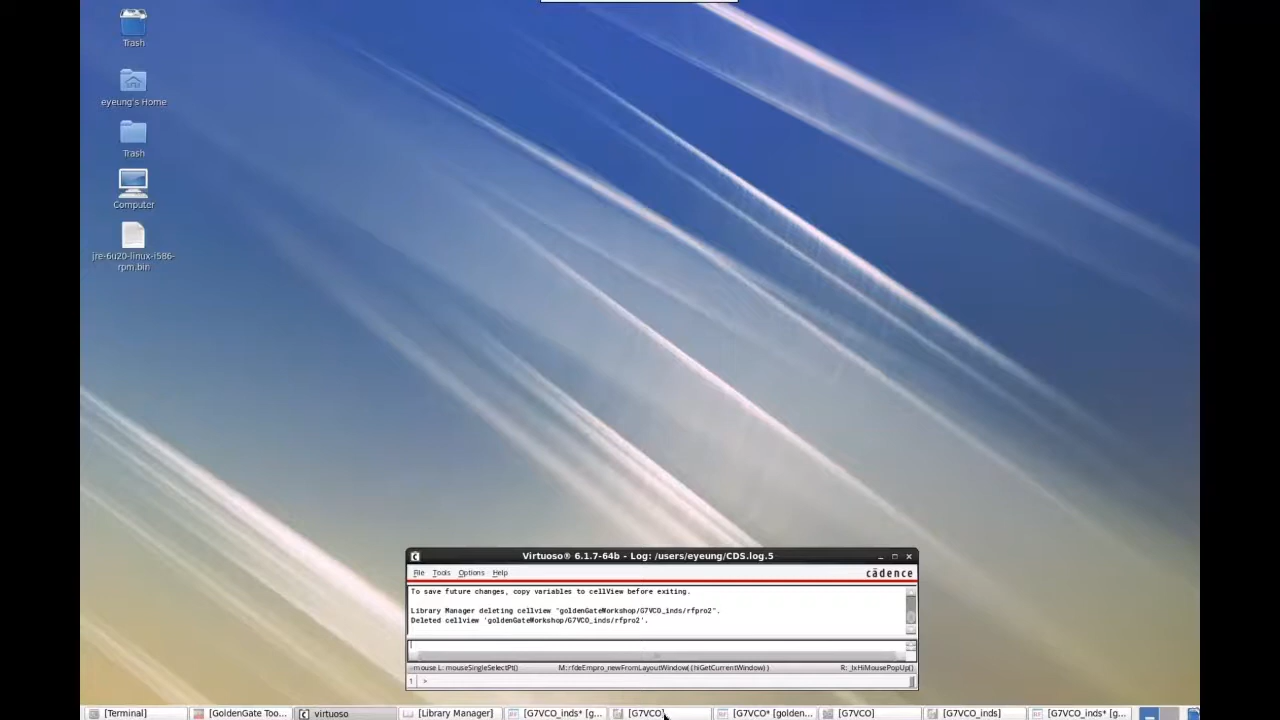 Trash
eyeung's Home
Trash
Computer
jre-6u20-linux-i586-
rpm.bin
Virtuoso® 6.1.7-64b - Log: /users/eyeung/CDS.log.5
File Tools Options Help
cādence
To save future changes, copy variables to cellView before exiting.
Library Manager deleting cellview "goldenGateWorkshop/G7VCO_inds/rfpro2".
Deleted cellview 'goldenGateWorkshop/G7VCO_inds/rfpro2'.
mouse L: mouseSingleSelectPt() M:rfdeEmpro_newFromLayoutWindow( (hiGetCurrentWindow) ) R: _lxHiMousePopUp()
1 >
[Terminal] [GoldenGate Too... virtuoso [Library Manager] [G7VCO_inds* [g... [G7VCO] [G7VCO* [golden... [G7VCO] [G7VCO_inds] [G7VCO_inds* [g...